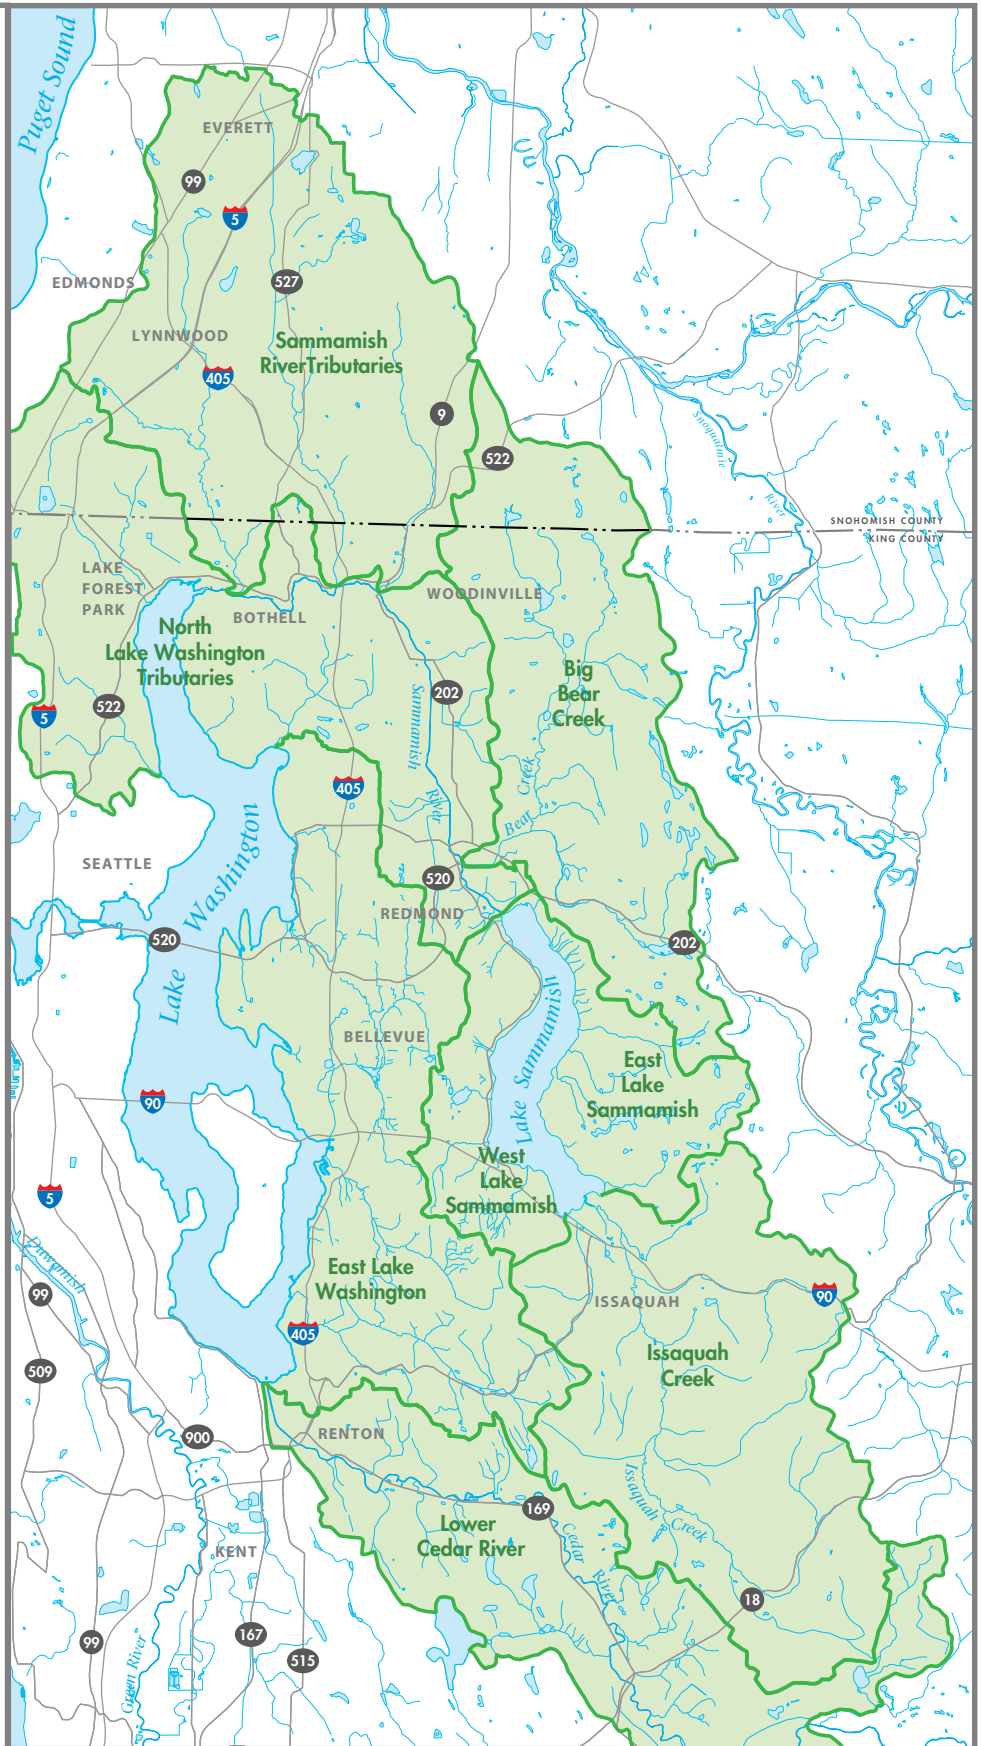 Puget Sound
EVERETT
99
5
EDMONDS
527
LYNNWOOD
Sammamish
RiverTributaries
405
9
522
Snoqualmie
River
SNOHOMISH COUNTY
KING COUNTY
LAKE
FOREST
PARK
WOODINVILLE
BOTHELL
North
Lake Washington
Tributaries
Big
Bear
Creek
202
522
5
Sammamish
River
405
Bear Creek
SEATTLE
Lake Washington
520
REDMOND
520
202
Lake Sammamish
BELLEVUE
East
Lake
Sammamish
90
West
Lake
Sammamish
5
Duwamish
East Lake
Washington
99
90
ISSAQUAH
405
Issaquah
Creek
509
900
RENTON
Issaquah Creek
169
Lower
Cedar River
Cedar River
KENT
18
99
167
515
Green River